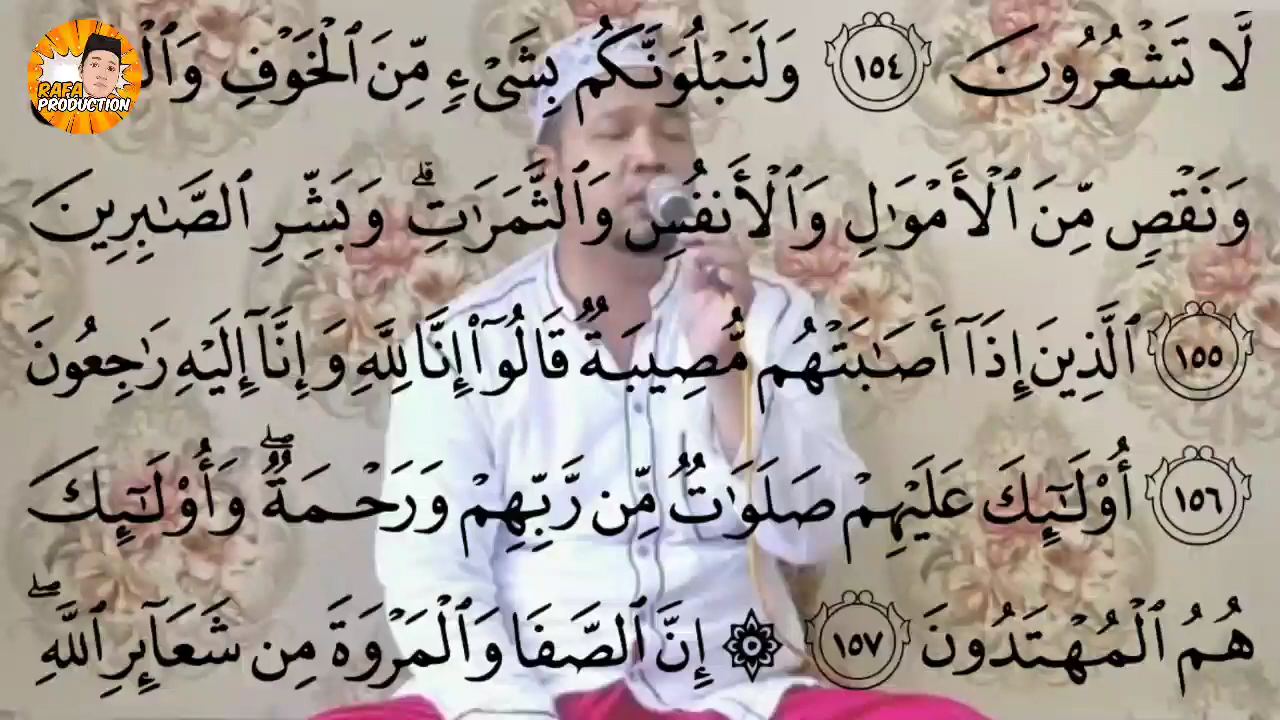 لَّا تَشْعُرُونَ ١٥٤ وَلَنَبْلُوَنَّكُم بِشَىْءٍ مِّنَ ٱلْخَوْفِ
وَنَقْصٍ مِّنَ ٱلْأَمْوَٰلِ وَٱلْأَنفُسِ وَٱلثَّمَرَٰتِ ۗ وَبَشِّرِ ٱلصَّٰبِرِينَ
١٥٥ ٱلَّذِينَ إِذَآ أَصَٰبَتْهُم مُّصِيبَةٌ قَالُوٓا۟ إِنَّا لِلَّهِ وَإِنَّآ إِلَيْهِ رَٰجِعُونَ
١٥٦ أُو۟لَٰٓئِكَ عَلَيْهِمْ صَلَوَٰتٌ مِّن رَّبِّهِمْ وَرَحْمَةٌ ۖ وَأُو۟لَٰٓئِكَ
هُمُ ٱلْمُهْتَدُونَ ١٥٧ ۞ إِنَّ ٱلصَّفَا وَٱلْمَرْوَةَ مِن شَعَآئِرِ ٱللَّهِ ۖ
RAFA
PRODUCTION